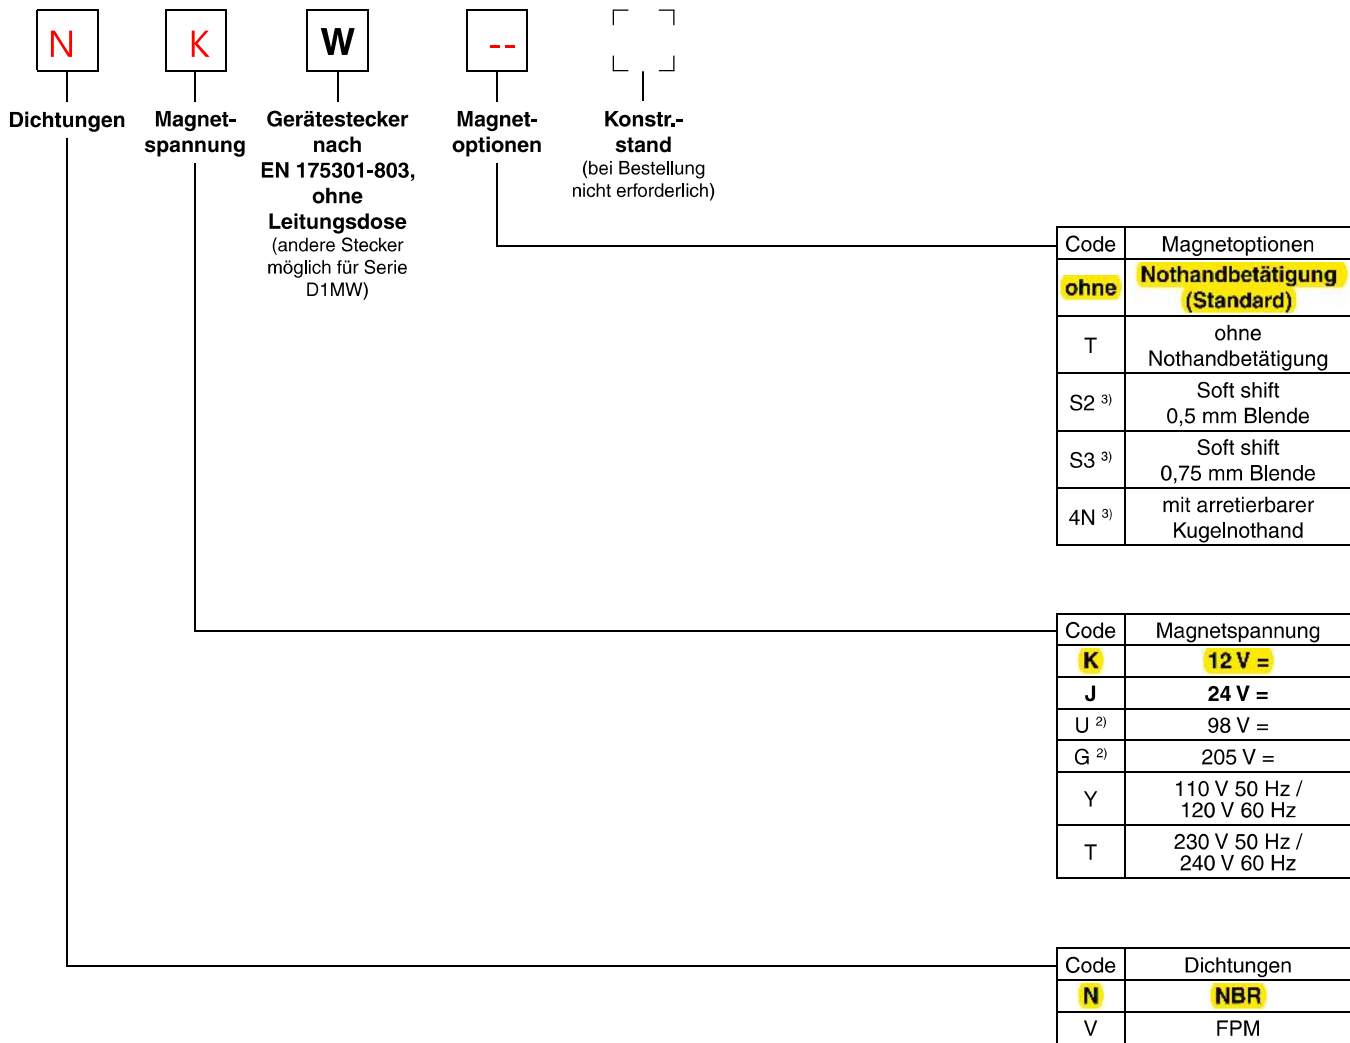 N K W --
Dichtungen
Magnet-
spannung
Gerätestecker
nach
EN 175301-803,
ohne
Leitungsdose
(andere Stecker
möglich für Serie
D1MW)
Magnet-
optionen
Konstr.-
stand
(bei Bestellung
nicht erforderlich)
Code Magnetoptionen
ohne Nothandbetätigung
(Standard)
T ohne
Nothandbetätigung
S2 3) Soft shift
0,5 mm Blende
S3 3) Soft shift
0,75 mm Blende
4N 3) mit arretierbarer
Kugelnothand
Code Magnetspannung
K 12 V =
J 24 V =
U 2) 98 V =
G 2) 205 V =
Y 110 V 50 Hz /
120 V 60 Hz
T 230 V 50 Hz /
240 V 60 Hz
Code Dichtungen
N NBR
V FPM